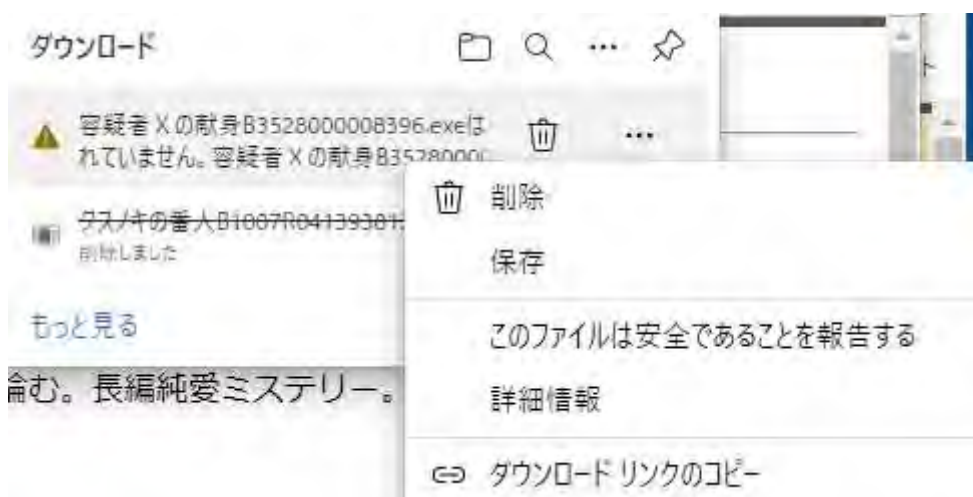 ダウンロード
容疑者Xの献身B3528000008396.exeは
れていません。容疑者Xの献身B35280000
クスノキの番人B1007R04139381
削除しました
もっと見る
む。長編純愛ミステリー。
削除
保存
このファイルは安全であることを報告する
詳細情報
ダウンロード リンクのコピー
ト